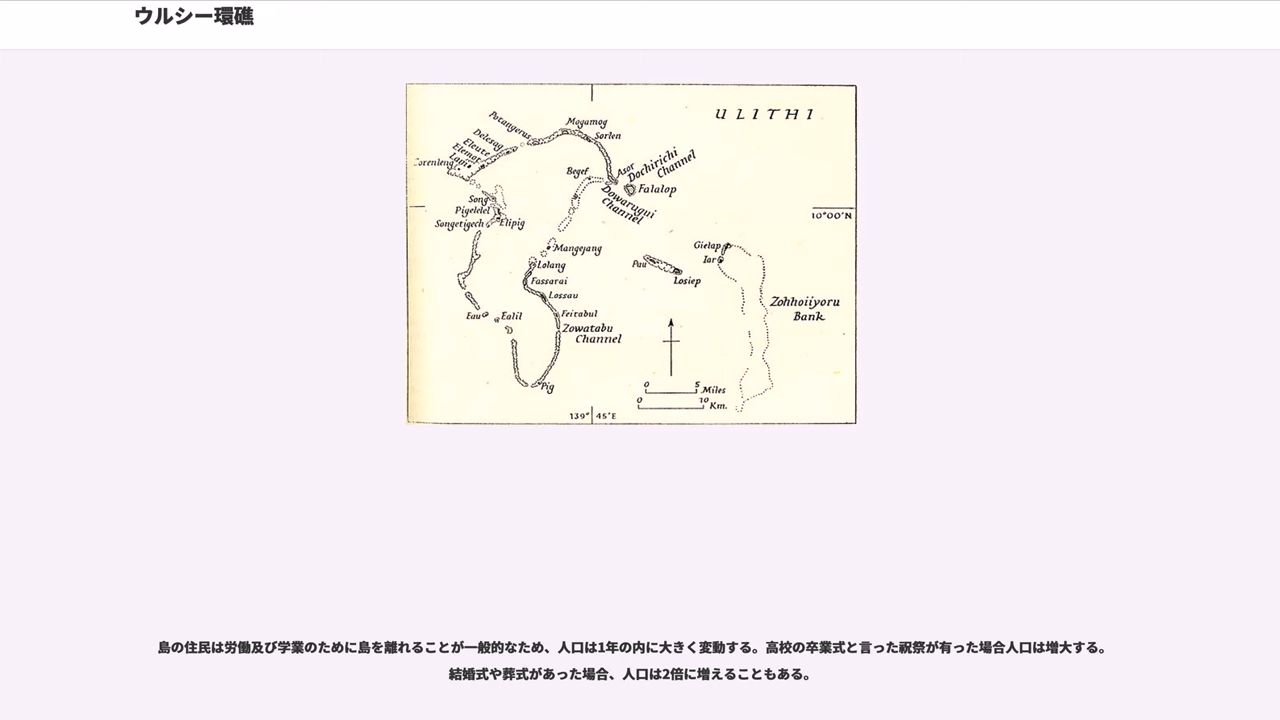 ウルシー環礁
ULITHI
Potangerus
Mogamog
Sorlen
Delesag
Eleute
Elemat
Lam
Asor
Dochirichi
Channel
Begef
Falalop
Dowarugui
Channel
Song
Pigelelel
Songetigech
Elipig
10°00'N
Mangejang
Lolang
Fassarai
Lossau
Pau
Losiep
Gielap
Iar
Zohhoiiyoru
Bank
Eau
Ealil
Feitabul
Zowatabu
Channel
Pig
0 5 Miles
0 10 Km.
139° 45'E
島の住民は労働及び学業のために島を離れることが一般的なため、人口は1年の内に大きく変動する。高校の卒業式と言った祝祭が有った場合人口は増大する。
結婚式や葬式があった場合、人口は2倍に増えることもある。